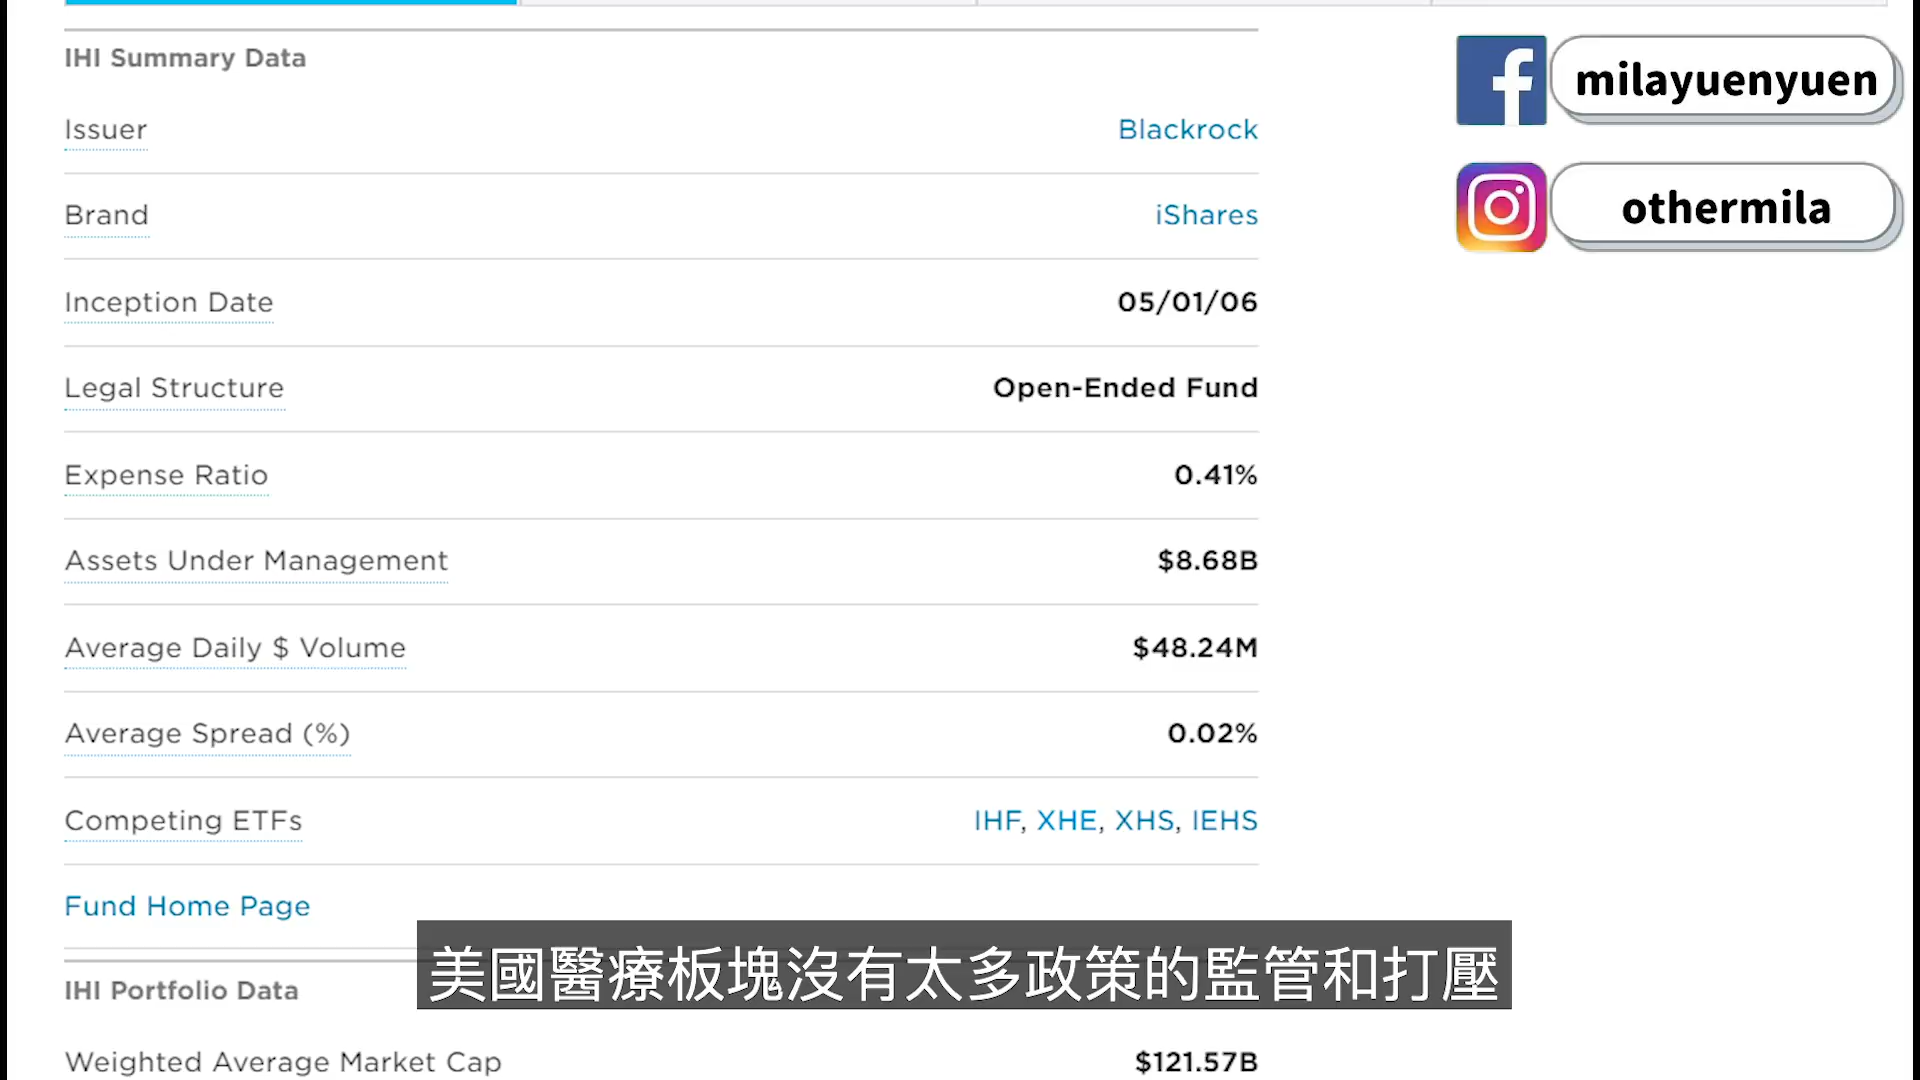 IHI Summary Data
Issuer Blackrock
Brand iShares
Inception Date 05/01/06
Legal Structure Open-Ended Fund
Expense Ratio 0.41%
Assets Under Management $8.68B
Average Daily $ Volume $48.24M
Average Spread (%) 0.02%
Competing ETFs IHF, XHE, XHS, IEHS
Fund Home Page
IHI Portfolio Data
Weighted Average Market Cap $121.57B
milayuenyuen
othermila
美國醫療板塊沒有太多政策的監管和打壓